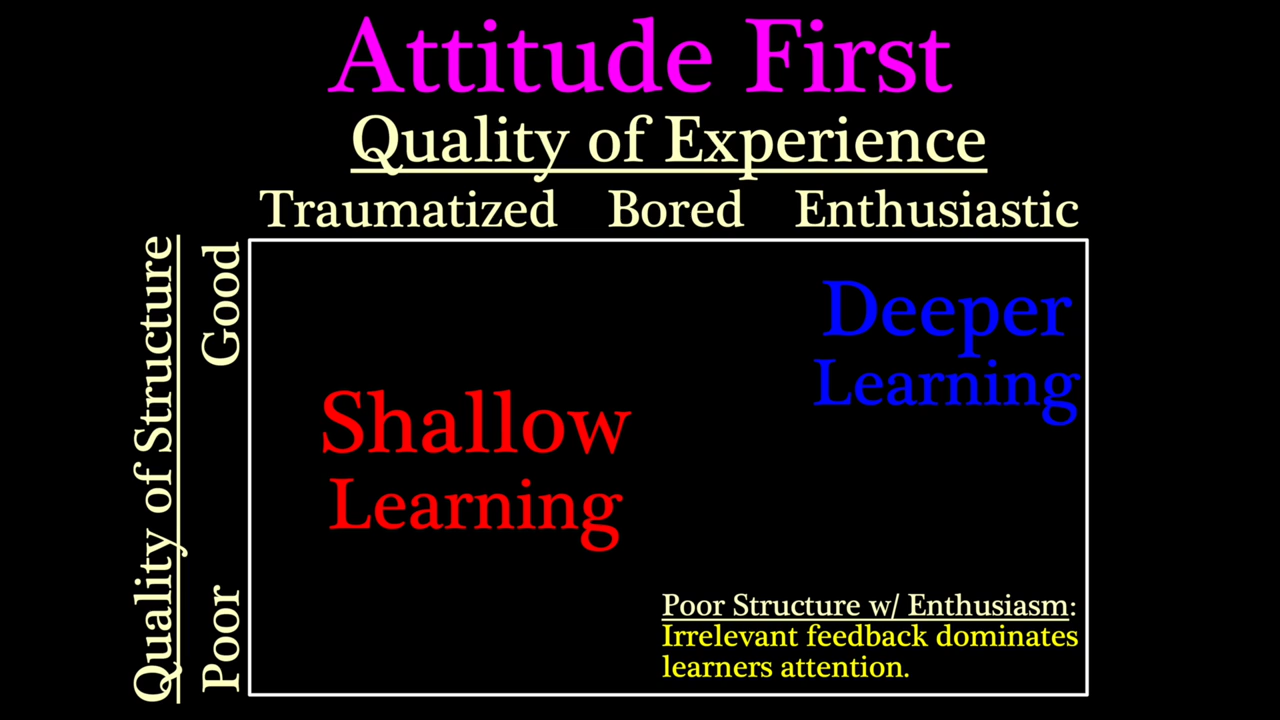 Attitude First
Quality of Experience
Traumatized Bored Enthusiastic
Quality of Structure
Good
Poor
Deeper
Learning
Shallow
Learning
Poor Structure w/ Enthusiasm:
Irrelevant feedback dominates
learners attention.